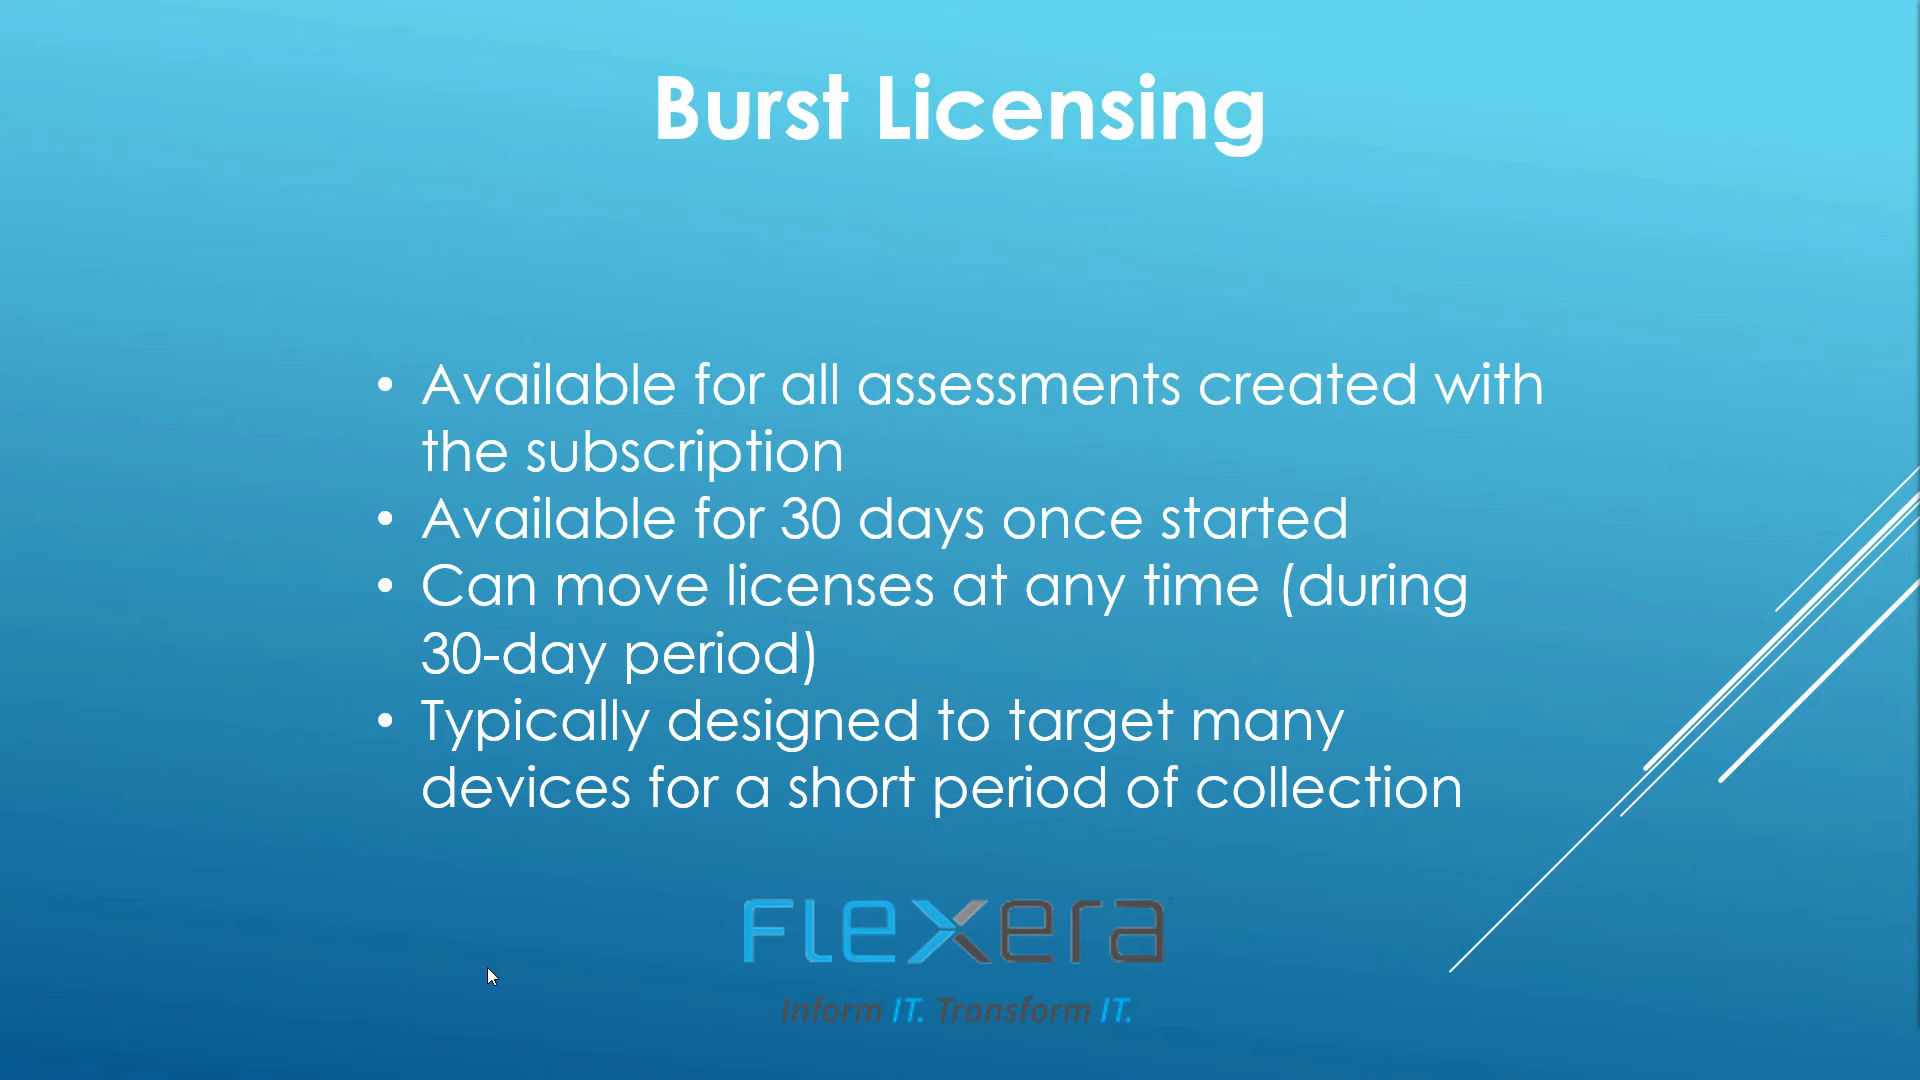 Burst Licensing
• Available for all assessments created with
the subscription
• Available for 30 days once started
• Can move licenses at any time (during
30-day period)
• Typically designed to target many
devices for a short period of collection
Flexera
Inform IT. Transform IT.